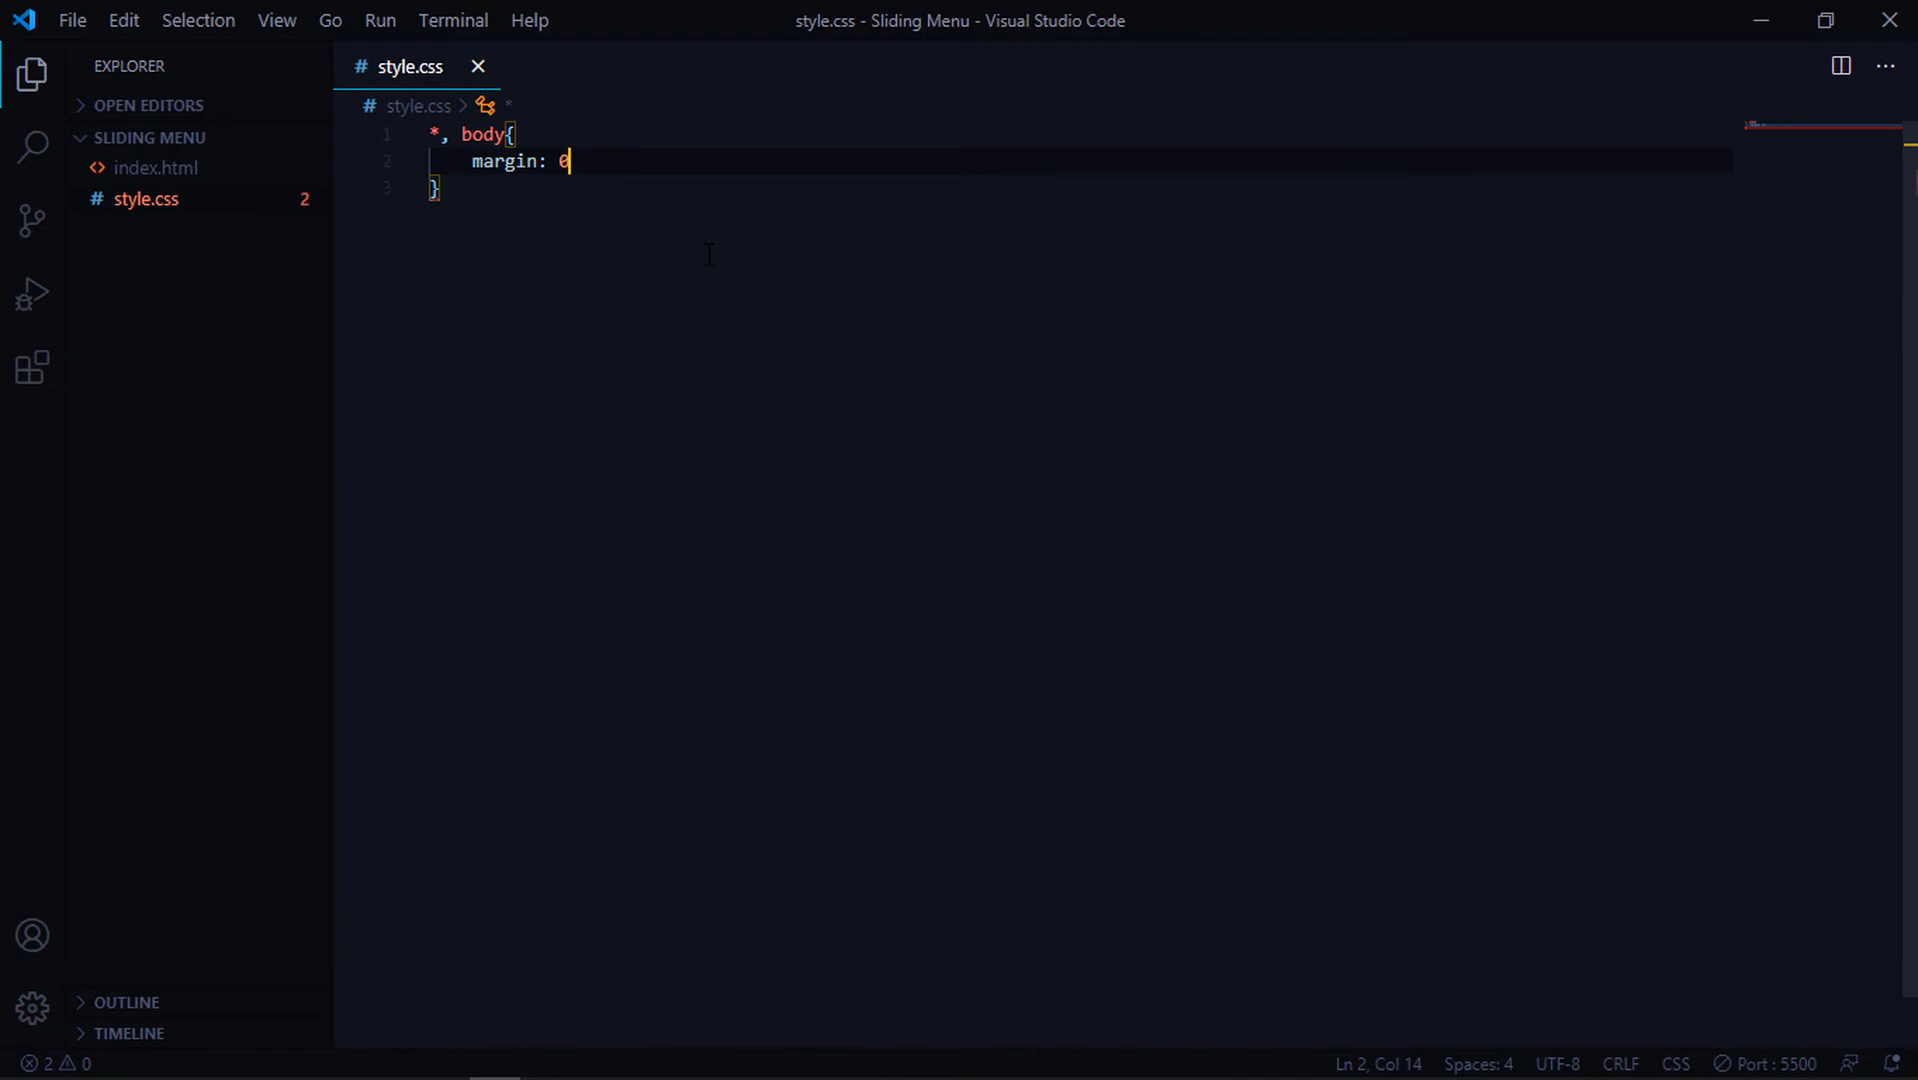 File Edit Selection View Go Run Terminal Help
style.css - Sliding Menu - Visual Studio Code
EXPLORER
OPEN EDITORS
SLIDING MENU
index.html
# style.css 2
# style.css
# style.css > *
1 *, body{
2 margin: 0
3 }
OUTLINE
TIMELINE
2 0
Ln 2, Col 14 Spaces: 4 UTF-8 CRLF CSS Port : 5500